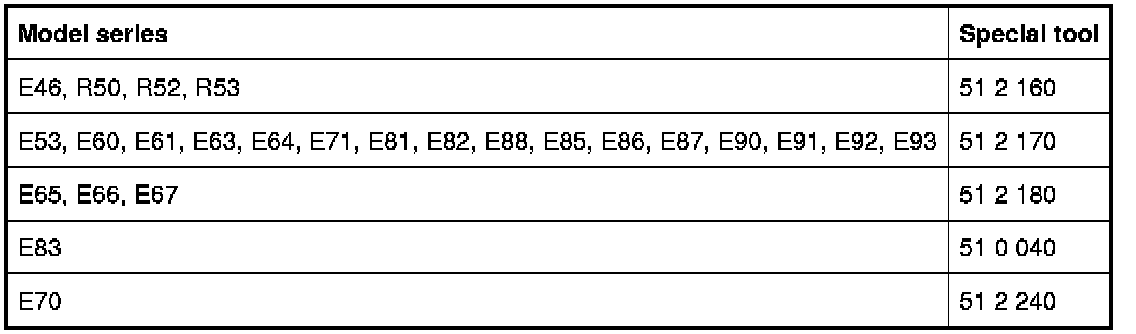 Model series Special tool
E46, R50, R52, R53 51 2 160
E53, E60, E61, E63, E64, E71, E81, E82, E88, E85, E86, E87, E90, E91, E92, E93 51 2 170
E65, E66, E67 51 2 180
E83 51 0 040
E70 51 2 240